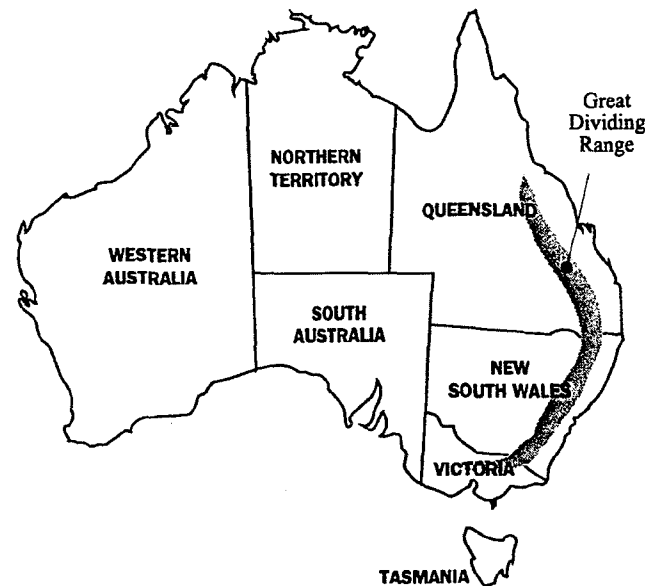 Great
Dividing
Range
NORTHERN
TERRITORY
QUEENSLAND
WESTERN
AUSTRALIA
SOUTH
AUSTRALIA
NEW
SOUTH WALES
VICTORIA
TASMANIA